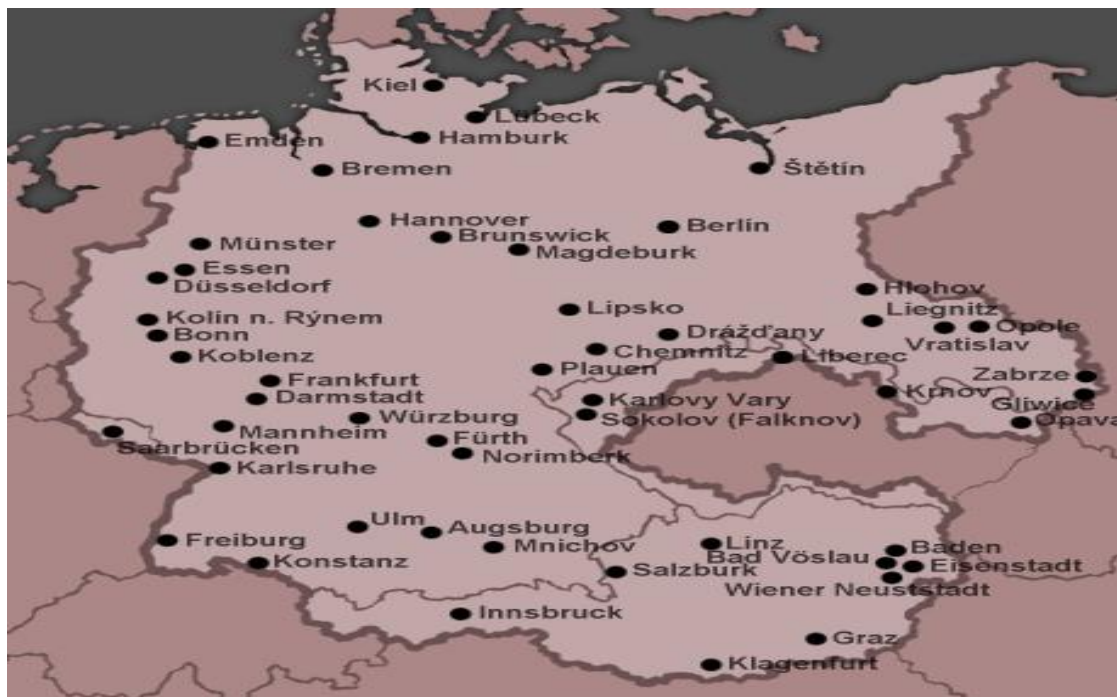 Kiel
Lübeck
Hamburk
Emden
Bremen
Štětín
Hannover
Brunswick
Berlín
Magdeburk
Münster
Essen
Düsseldorf
Hlohov
Lipsko
Liegnitz
Kolín n. Rýnem
Opole
Bonn
Drážďany
Vratislav
Chemnitz
Liberec
Koblenz
Plauen
Zabrze
Frankfurt
Krnov
Gliwice
Darmstadt
Karlovy Vary
Würzburg
Sokolov (Falknov)
Opava
Mannheim
Saarbrücken
Fürth
Norimberk
Karlsruhe
Ulm
Augsburg
Freiburg
Mnichov
Linz
Baden
Konstanz
Bad Vöslau
Eisenstadt
Salzburk
Wiener Neuststadt
Innsbruck
Graz
Klagenfurt